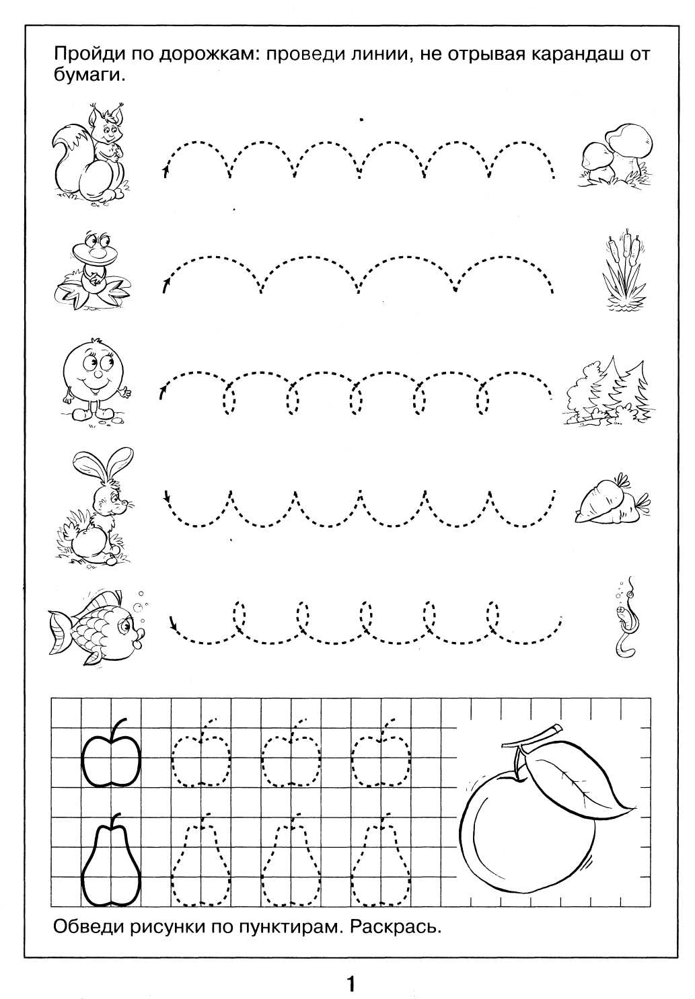 Пройди по дорожкам: проведи линии, не отрывая карандаш от
бумаги.
Обведи рисунки по пунктирам. Раскрась.
1